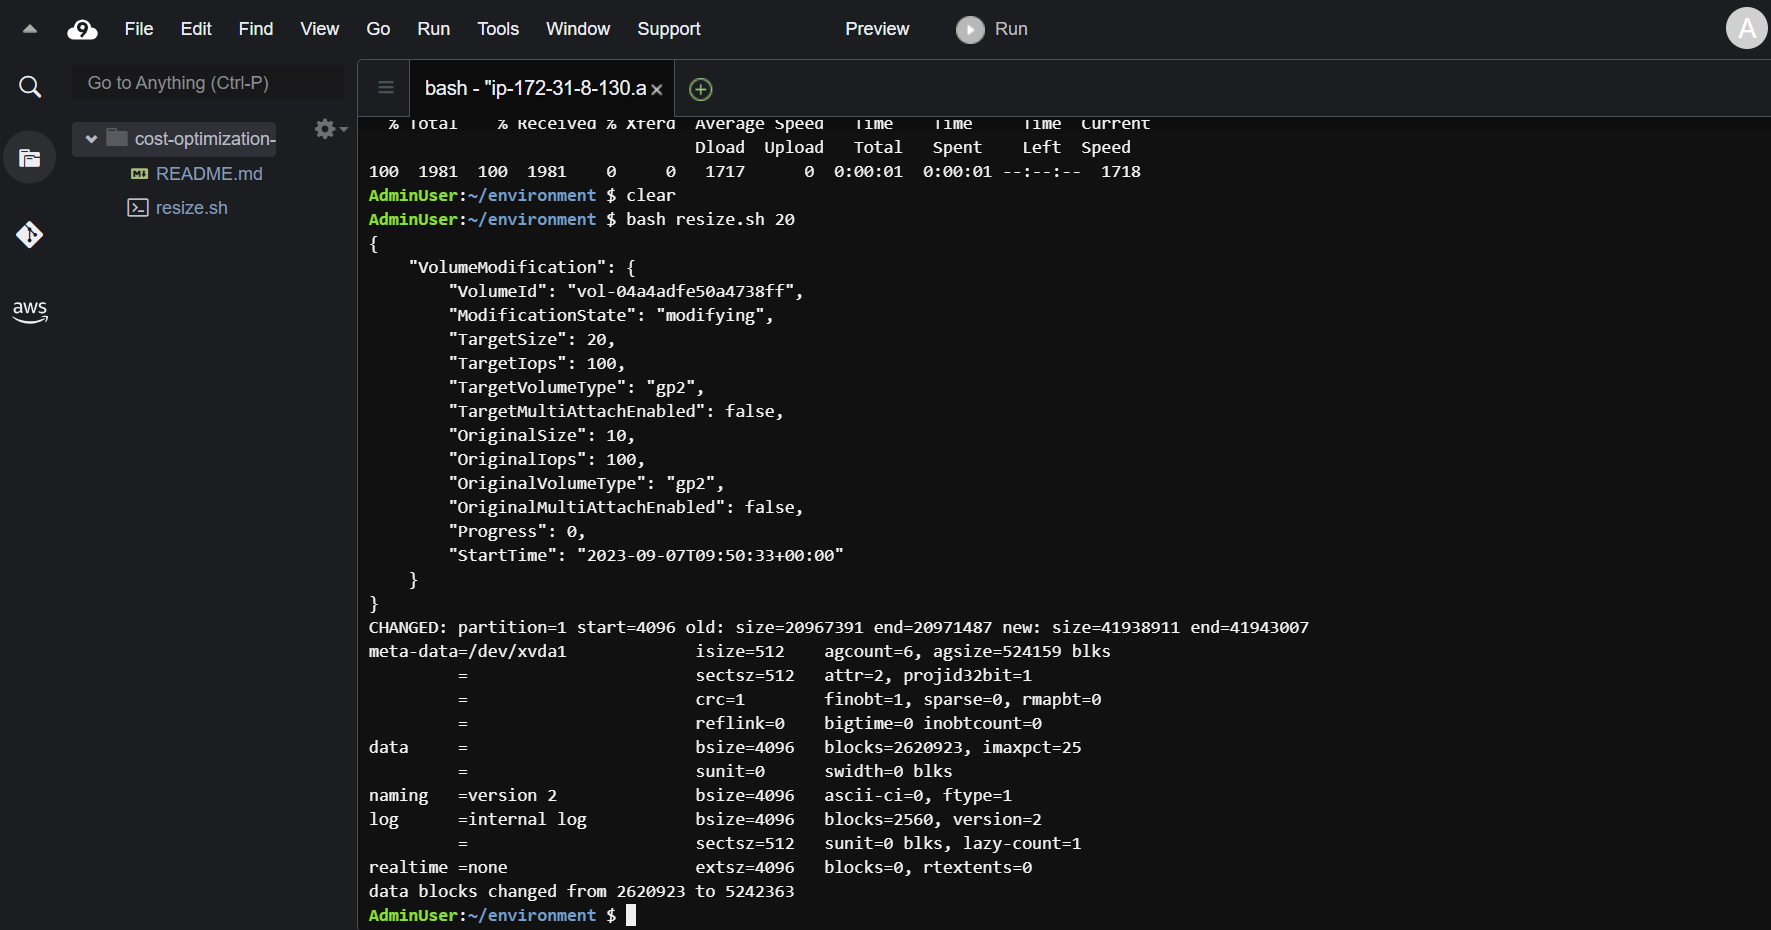 File Edit Find View Go Run Tools Window Support Preview Run A
Go to Anything (Ctrl-P)
cost-optimization-
README.md
resize.sh
aws
bash - "ip-172-31-8-130.a
% Total % Received % Xferd Average Speed Time Time Time Current
Dload Upload Total Spent Left Speed
100 1981 100 1981 0 0 1717 0 0:00:01 0:00:01 --:--:-- 1718
AdminUser:~/environment $ clear
AdminUser:~/environment $ bash resize.sh 20
{
"VolumeModification": {
"VolumeId": "vol-04a4adfe50a4738ff",
"ModificationState": "modifying",
"TargetSize": 20,
"TargetIops": 100,
"TargetVolumeType": "gp2",
"TargetMultiAttachEnabled": false,
"OriginalSize": 10,
"OriginalIops": 100,
"OriginalVolumeType": "gp2",
"OriginalMultiAttachEnabled": false,
"Progress": 0,
"StartTime": "2023-09-07T09:50:33+00:00"
}
}
CHANGED: partition=1 start=4096 old: size=20967391 end=20971487 new: size=41938911 end=41943007
meta-data=/dev/xvda1 isize=512 agcount=6, agsize=524159 blks
= sectsz=512 attr=2, projid32bit=1
= crc=1 finobt=1, sparse=0, rmapbt=0
= reflink=0 bigtime=0 inobtcount=0
data = bsize=4096 blocks=2620923, imaxpct=25
= sunit=0 swidth=0 blks
naming =version 2 bsize=4096 ascii-ci=0, ftype=1
log =internal log bsize=4096 blocks=2560, version=2
= sectsz=512 sunit=0 blks, lazy-count=1
realtime =none extsz=4096 blocks=0, rtextents=0
data blocks changed from 2620923 to 5242363
AdminUser:~/environment $